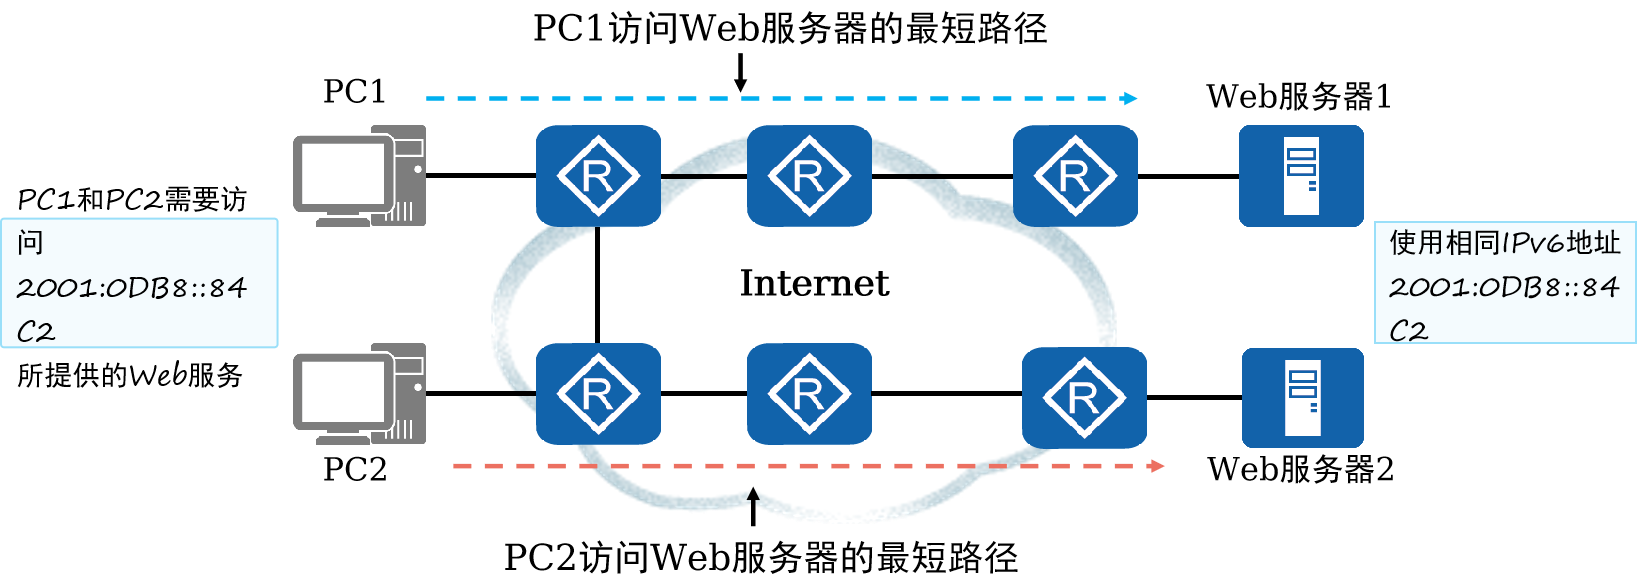 PC1访问Web服务器的最短路径
PC1
Web服务器1
R
R
R
PC1和PC2需要访
问
2001:0DB8::84
C2
所提供的Web服务
Internet
使用相同IPv6地址
2001:0DB8::84
C2
R
R
R
PC2
Web服务器2
PC2访问Web服务器的最短路径